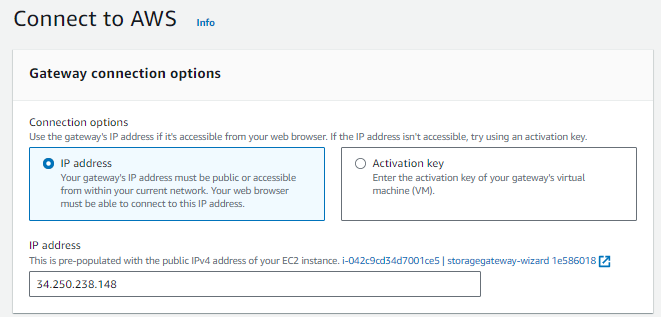 Connect to AWS Info
Gateway connection options
Connection options
Use the gateway's IP address if it's accessible from your web browser. If the IP address isn't accessible, try using an activation key.
IP address
Your gateway's IP address must be public or accessible
from within your current network. Your web browser
must be able to connect to this IP address.
Activation key
Enter the activation key of your gateway's virtual
machine (VM).
IP address
This is pre-populated with the public IPv4 address of your EC2 instance. i-042c9cd34d7001ce5 | storagegateway-wizard 1e586018
34.250.238.148